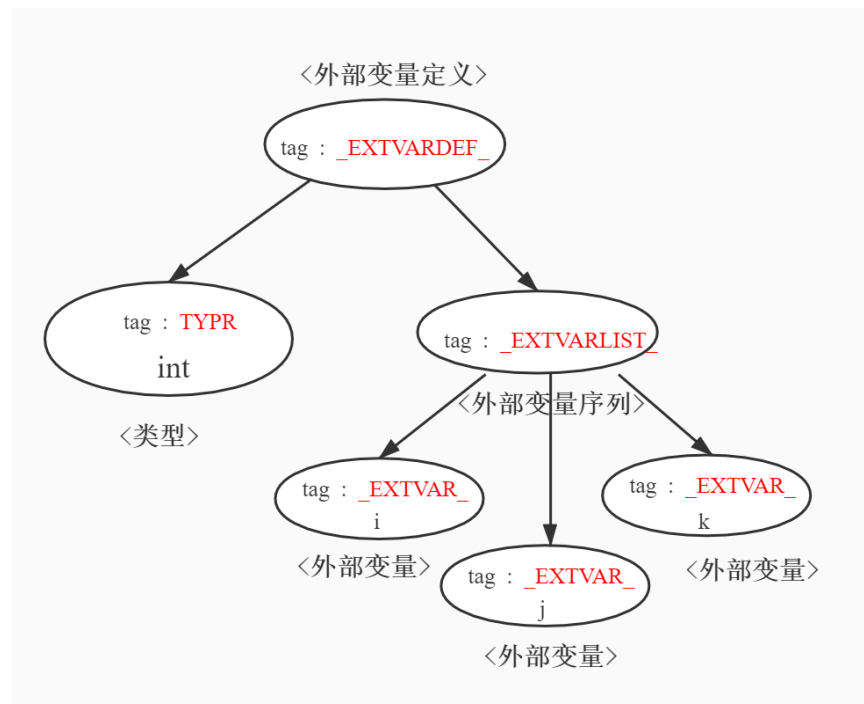 <外部变量定义>
tag : _EXTVARDEF_
tag : TYPR
int
<类型>
tag : _EXTVARLIST_
<外部变量序列>
tag : _EXTVAR_
i
<外部变量>
tag : _EXTVAR_
j
<外部变量>
tag : _EXTVAR_
k
<外部变量>